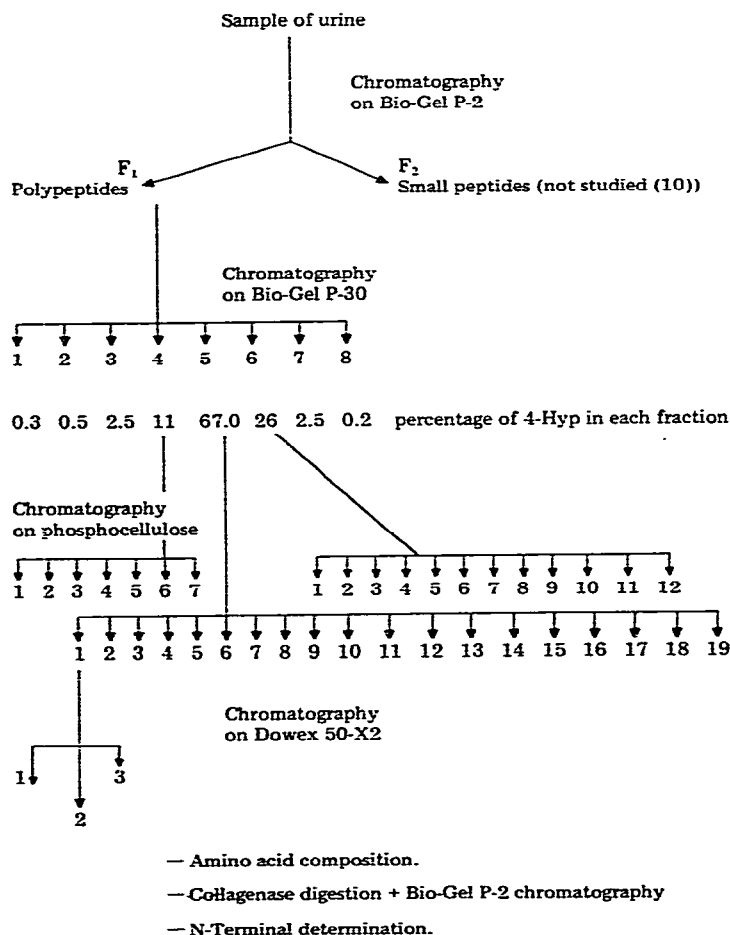 Sample of urine
Chromatography
on Bio-Gel P-2
F₁
F₂
Polypeptides
Small peptides (not studied (10))
Chromatography
on Bio-Gel P-30
1 2 3 4 5 6 7 8
0.3 0.5 2.5 11 67.0 26 2.5 0.2 percentage of 4-Hyp in each fraction
Chromatography
on phosphocellulose
1 2 3 4 5 6 7
1 2 3 4 5 6 7 8 9 10 11 12
1 2 3 4 5 6 7 8 9 10 11 12 13 14 15 16 17 18 19
Chromatography
on Dowex 50-X2
1 3
2
— Amino acid composition.
— Collagenase digestion + Bio-Gel P-2 chromatography
— N-Terminal determination.